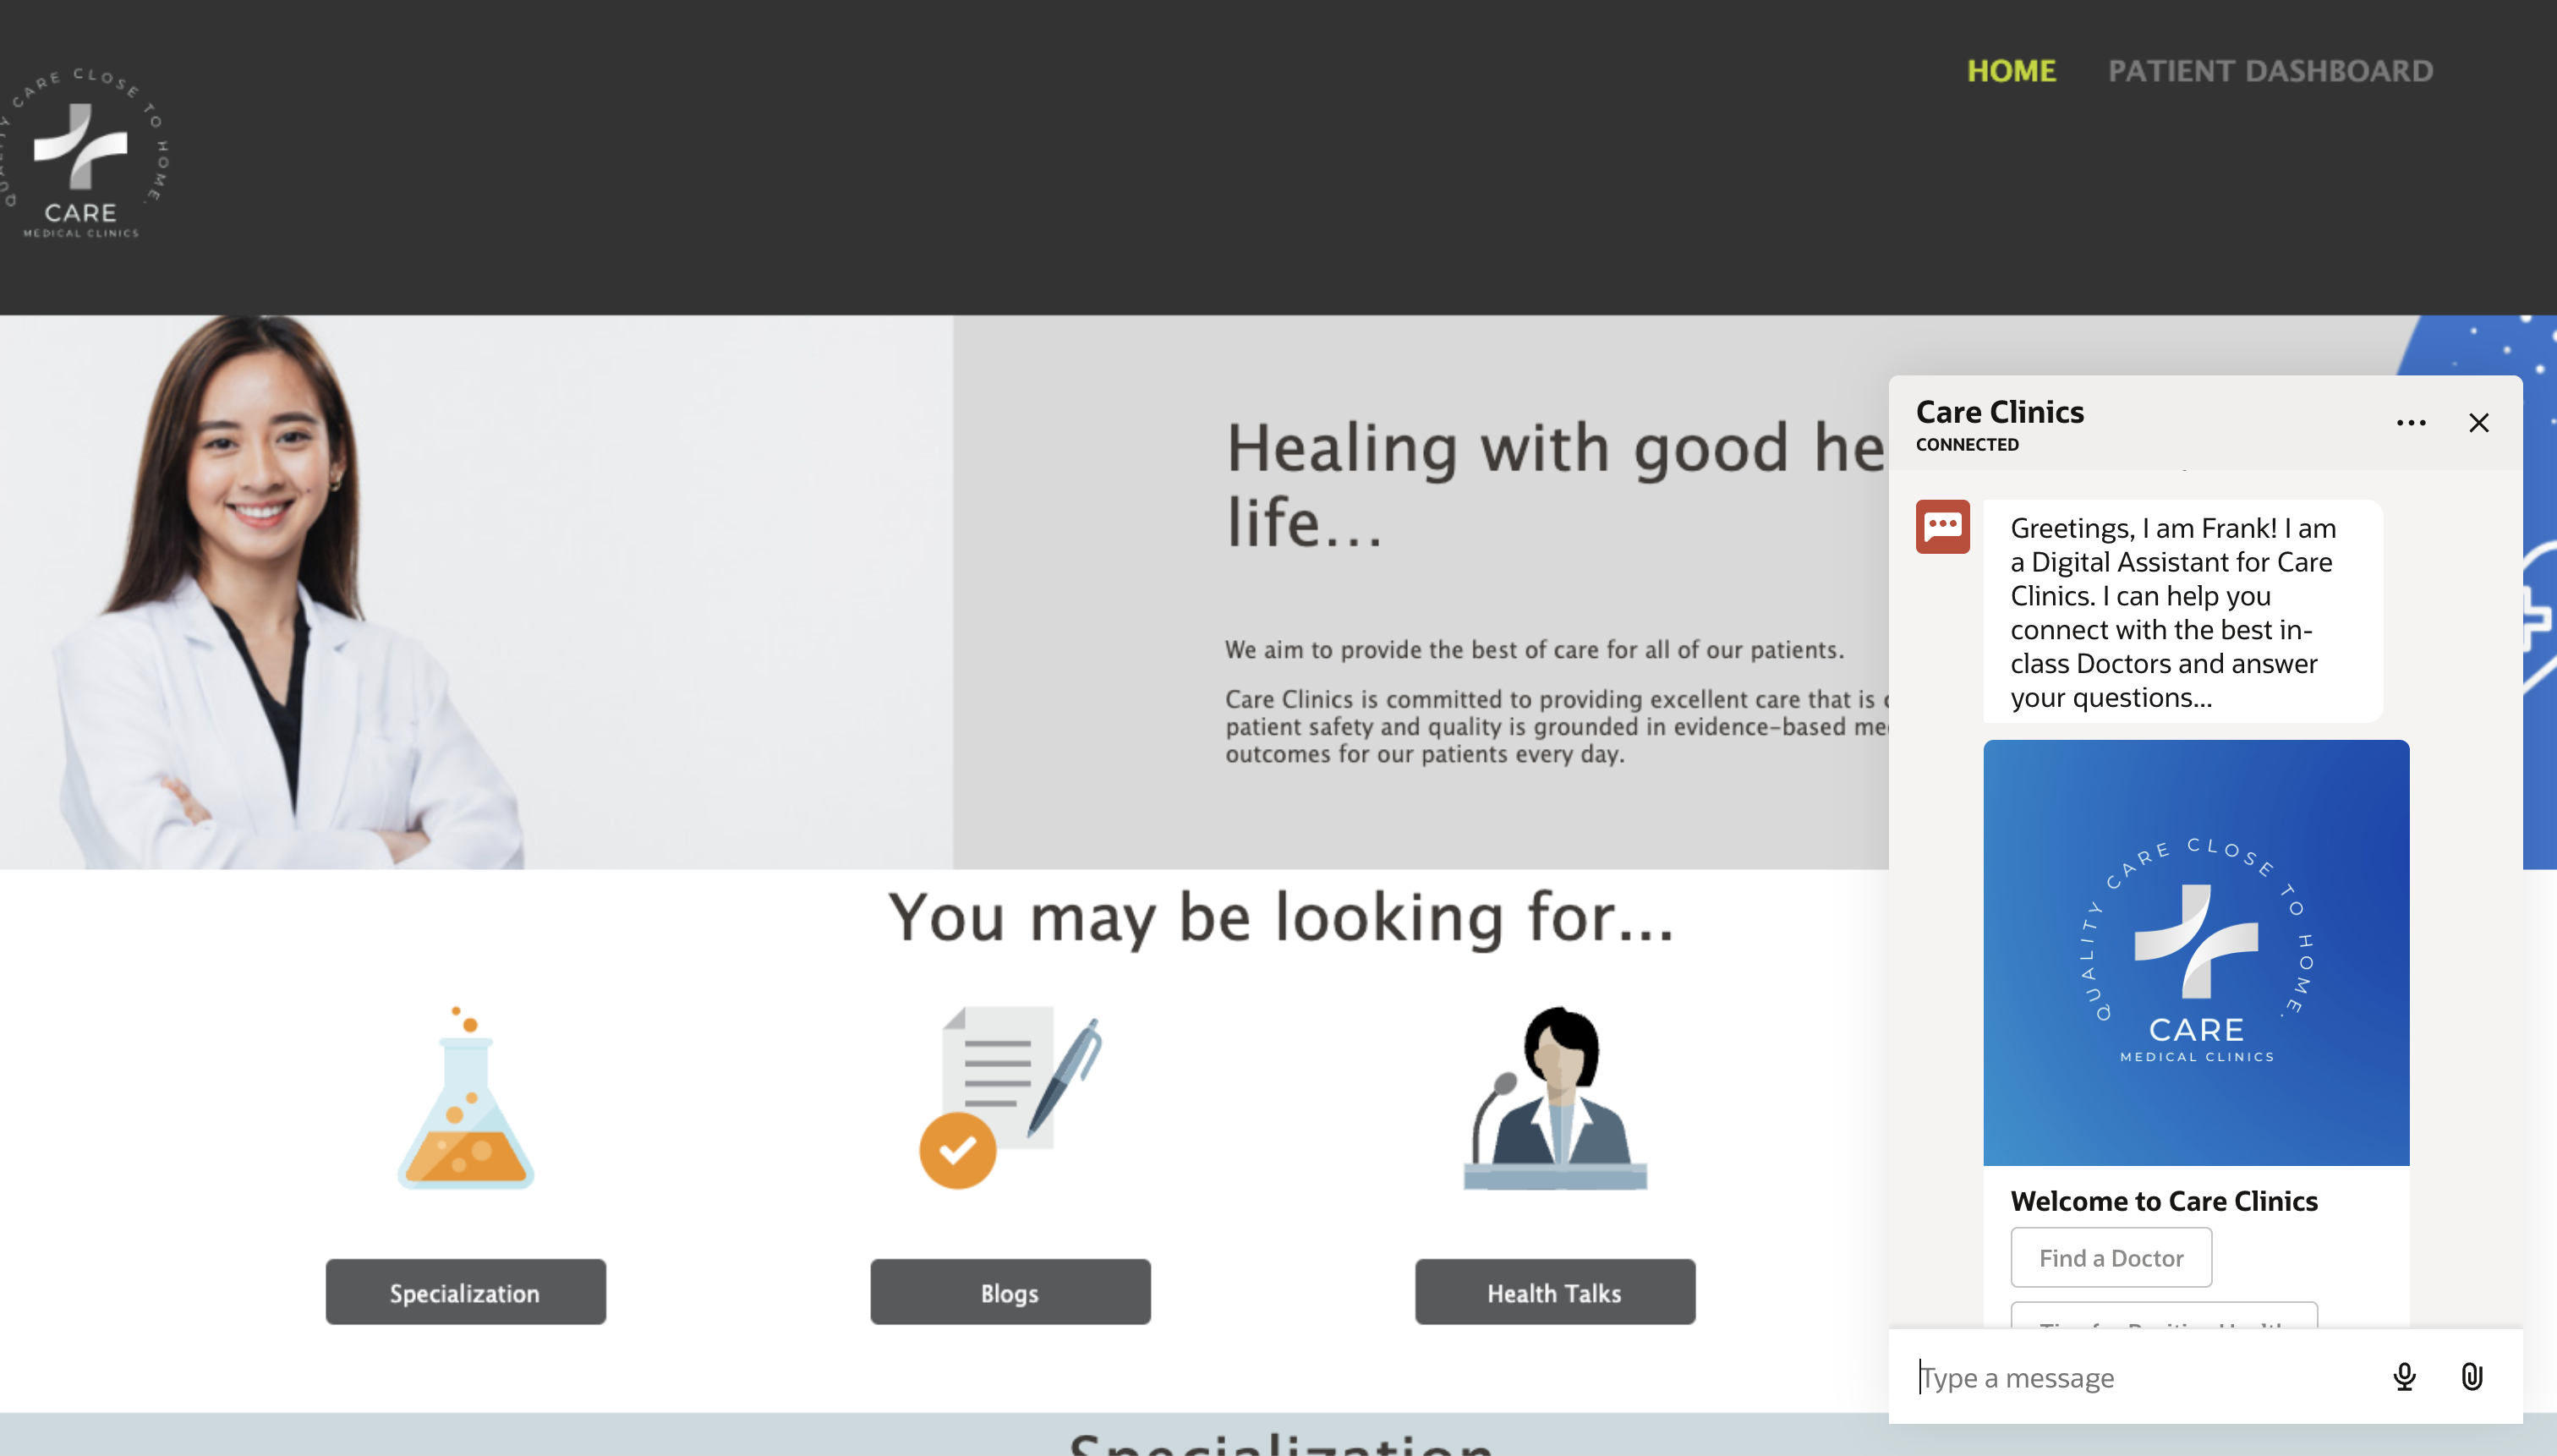 HOME PATIENT DASHBOARD
QUALITY CARE CLOSE TO HOME.
CARE
MEDICAL CLINICS
Healing with good he
life...
We aim to provide the best of care for all of our patients.
Care Clinics is committed to providing excellent care that is
patient safety and quality is grounded in evidence-based
outcomes for our patients every day.
You may be looking for...
Specialization
Blogs
Health Talks
Specialization
Care Clinics
CONNECTED
Greetings, I am Frank! I am
a Digital Assistant for Care
Clinics. I can help you
connect with the best in-
class Doctors and answer
your questions...
QUALITY CARE CLOSE TO HOME.
CARE
MEDICAL CLINICS
Welcome to Care Clinics
Find a Doctor
Type a message